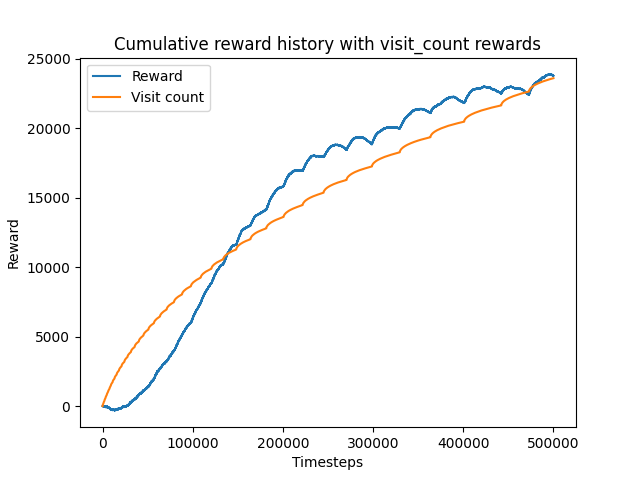 Cumulative reward history with visit_count rewards
Reward
Visit count
25000
20000
15000
10000
5000
0
Reward
0 100000 200000 300000 400000 500000
Timesteps